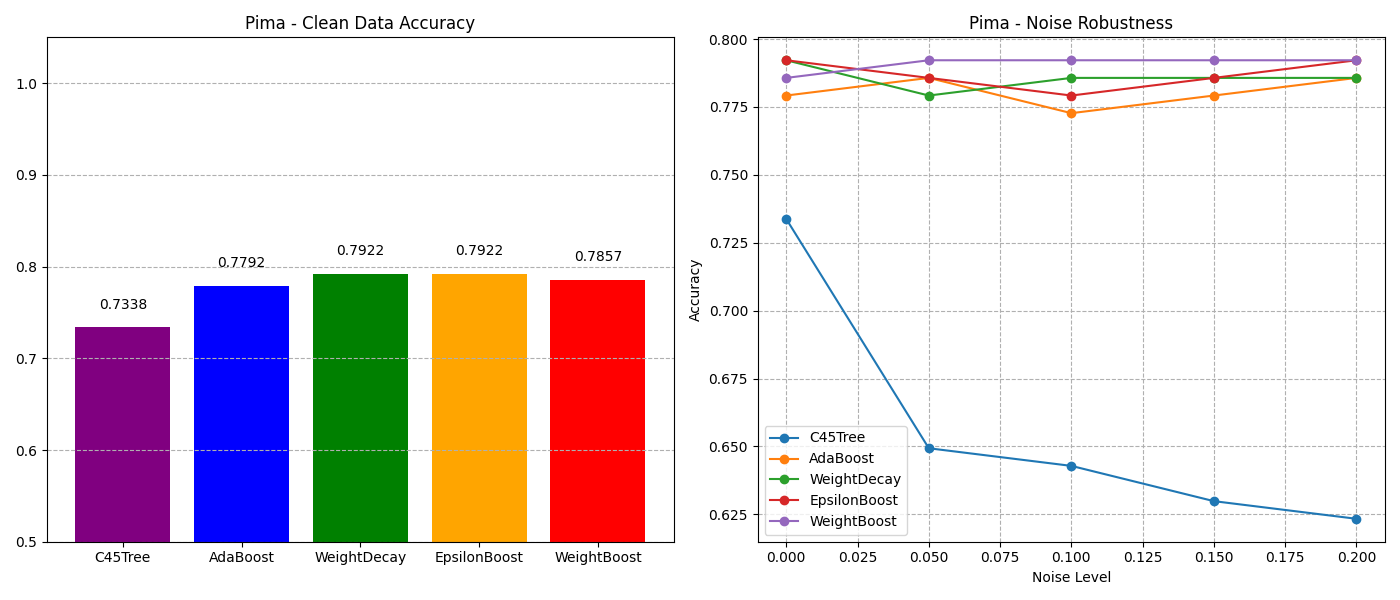 Pima - Clean Data Accuracy
1.0
0.9
0.8
0.7
0.6
0.5
0.7338
0.7792
0.7922
0.7922
0.7857
C45Tree
AdaBoost
WeightDecay
EpsilonBoost
WeightBoost
Pima - Noise Robustness
Accuracy
0.800
0.775
0.750
0.725
0.700
0.675
0.650
0.625
C45Tree
AdaBoost
WeightDecay
EpsilonBoost
WeightBoost
0.000
0.025
0.050
0.075
0.100
0.125
0.150
0.175
0.200
Noise Level